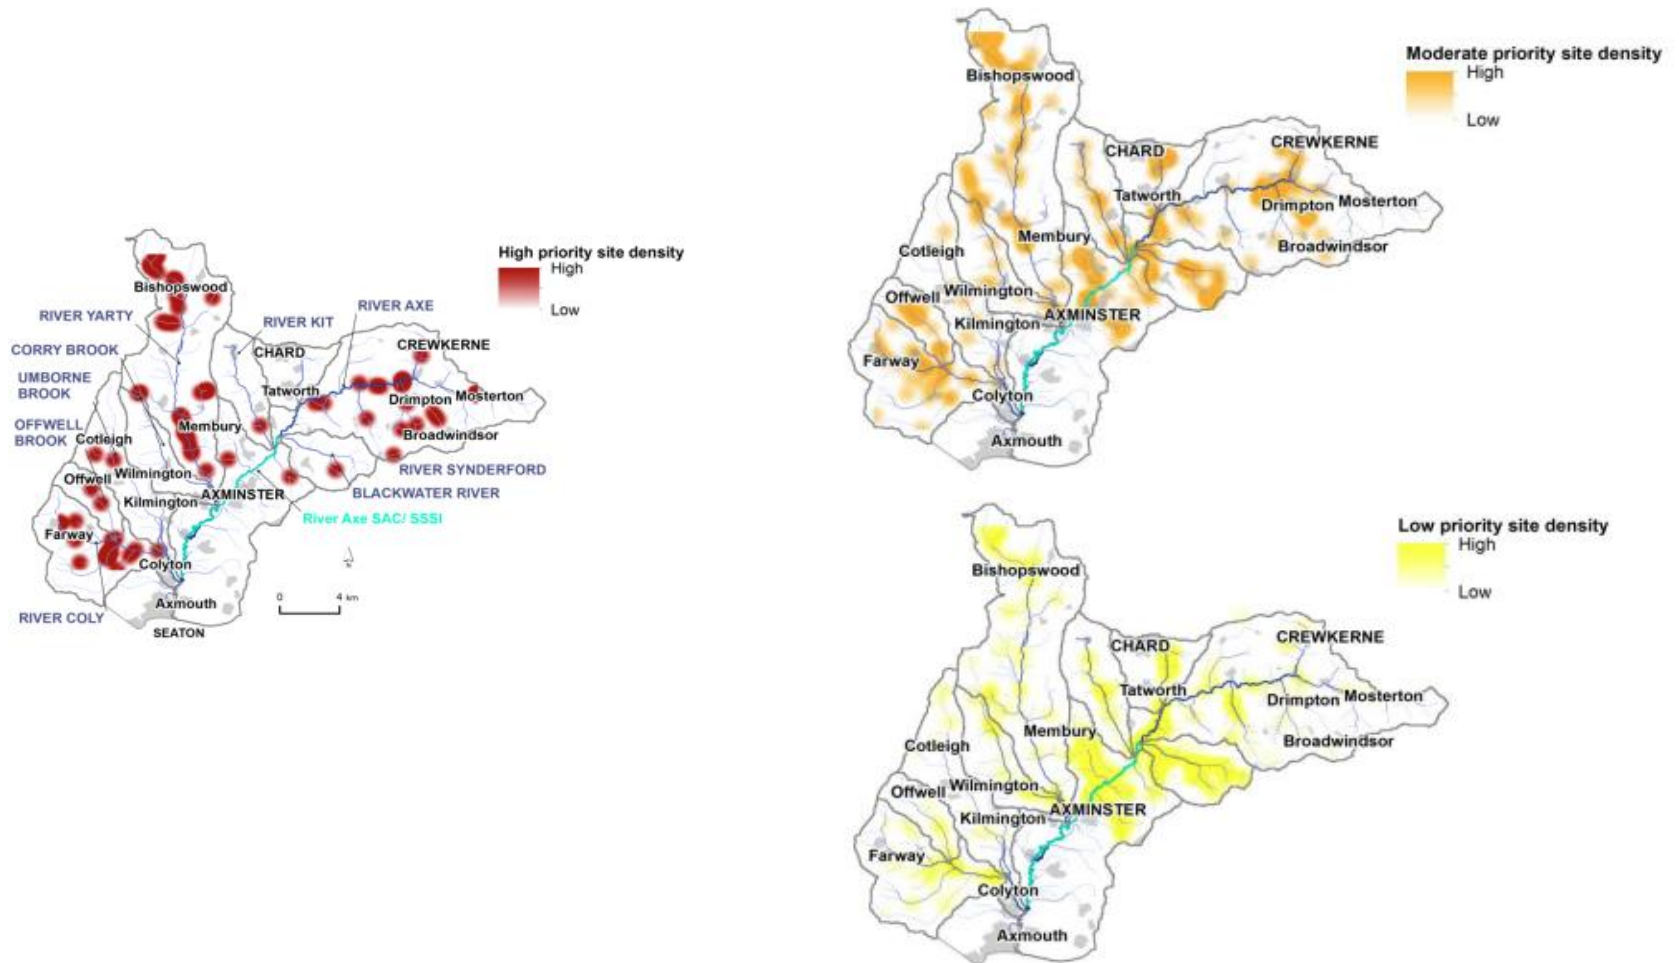 High priority site density
High
Low
Bishopswood
RIVER YARTY
RIVER KIT
RIVER AXE
CORRY BROOK
CHARD
CREWKERNE
UMBORNE
BROOK
Tatworth
Drimpton
Mosterton
OFFWELL
BROOK
Cotleigh
Membury
Broadwindsor
Offwell
Wilmington
RIVER SYNDERFORD
Kilmington
AXMINSTER
BLACKWATER RIVER
River Axe SAC/ SSSI
Farway
Colyton
0
4 km
Axmouth
RIVER COLY
SEATON
Moderate priority site density
High
Low
Bishopswood
CHARD
CREWKERNE
Tatworth
Drimpton
Mosterton
Membury
Broadwindsor
Cotleigh
Offwell
Wilmington
Kilmington
AXMINSTER
Farway
Colyton
Axmouth
Low priority site density
High
Low
Bishopswood
CHARD
CREWKERNE
Tatworth
Drimpton
Mosterton
Membury
Broadwindsor
Cotleigh
Offwell
Wilmington
Kilmington
AXMINSTER
Farway
Colyton
Axmouth